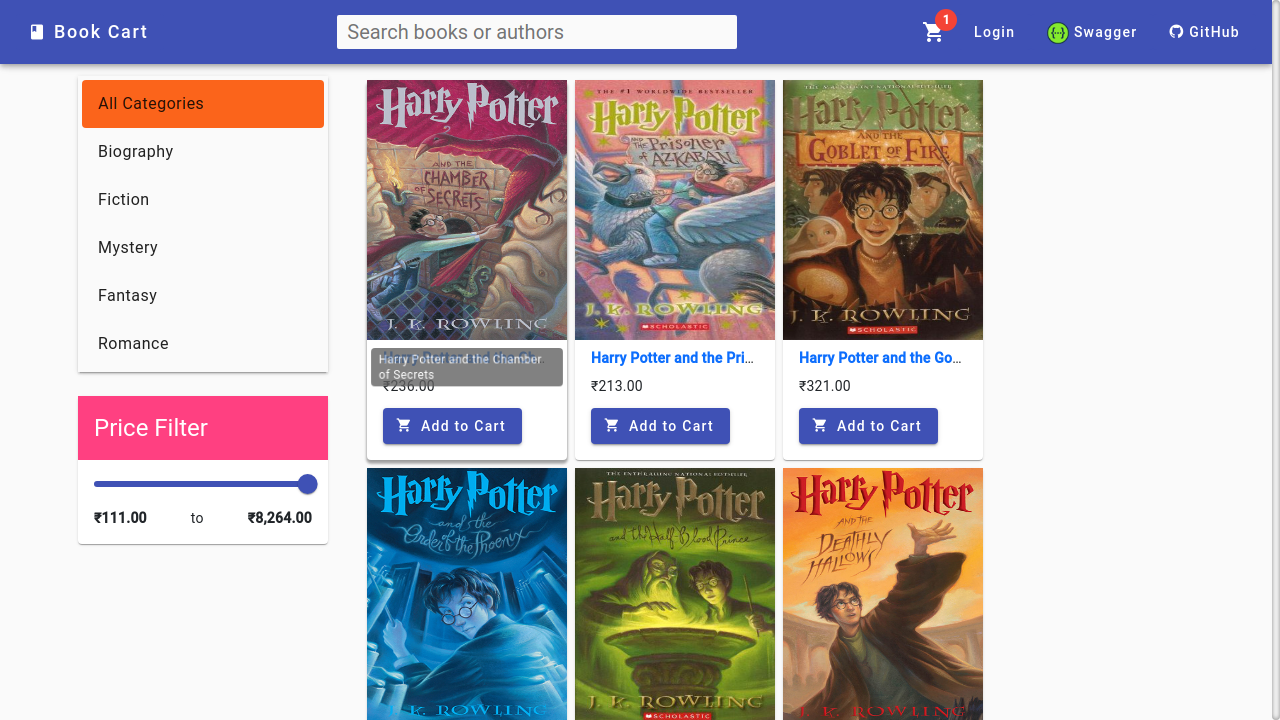 Book Cart
Search books or authors
1
Login
Swagger
GitHub
All Categories
Biography
Fiction
Mystery
Fantasy
Romance
Price Filter
₹111.00 to ₹8,264.00
Harry Potter
AND THE
CHAMBER
OF
SECRETS
J. K. ROWLING
Harry Potter and the Chamber
of Secrets
₹236.00
Add to Cart
THE #1 WORLDWIDE BESTSELLER
Harry Potter
AND THE
Prisoner
of AZKABAN
J. K. ROWLING
SCHOLASTIC
Harry Potter and the Pri...
₹213.00
Add to Cart
Harry Potter
AND THE
GOBLET OF FIRE
J. K. ROWLING
SCHOLASTIC
Harry Potter and the Go...
₹321.00
Add to Cart
Harry Potter
and the
Order of the Phoenix
J. K. ROWLING
Harry Potter
and the Half-Blood Prince
J. K. ROWLING
SCHOLASTIC
Harry Potter
AND THE
DEATHLY
HALLOWS
J. K. ROWLING